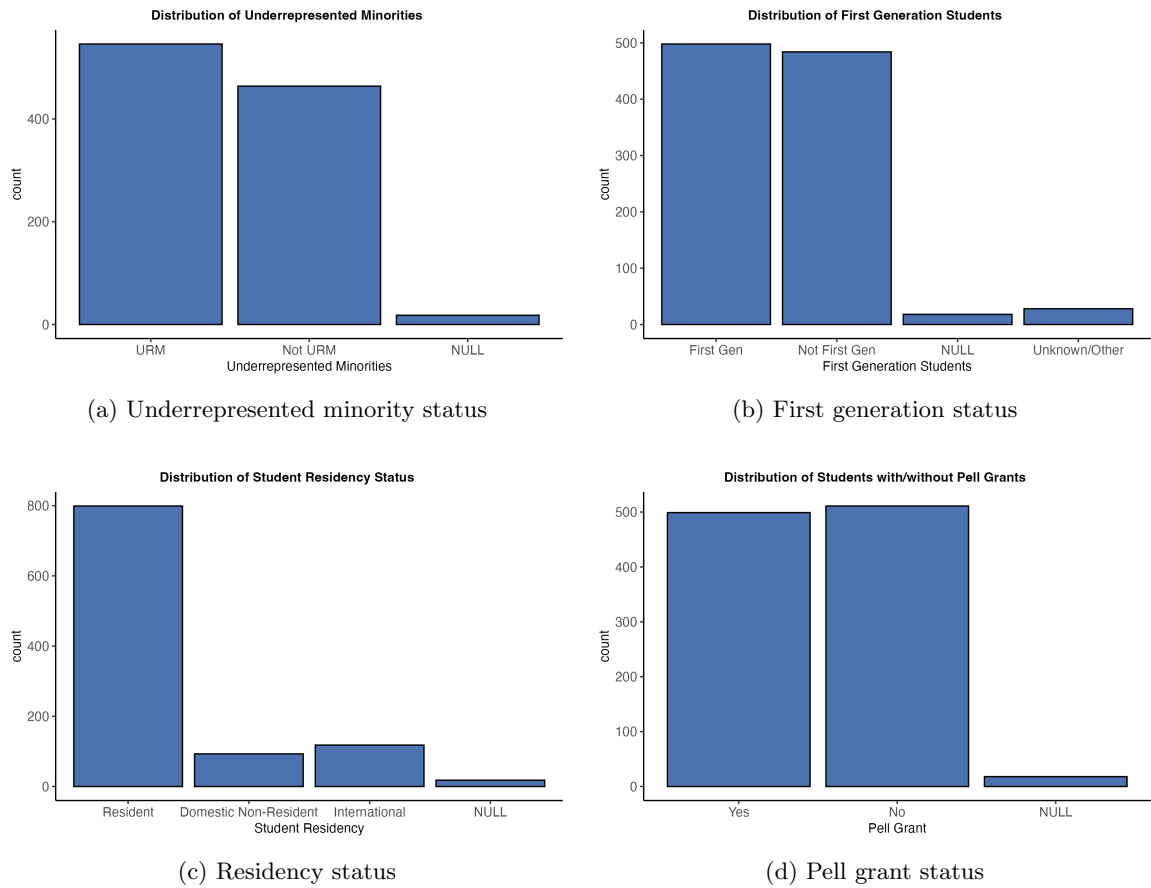 Distribution of Underrepresented Minorities
count
400
200
0
URM Not URM NULL
Underrepresented Minorities
(a) Underrepresented minority status
Distribution of First Generation Students
count
500
400
300
200
100
0
First Gen Not First Gen NULL Unknown/Other
First Generation Students
(b) First generation status
Distribution of Student Residency Status
count
800
600
400
200
0
Resident Domestic Non-Resident International NULL
Student Residency
(c) Residency status
Distribution of Students with/without Pell Grants
count
500
400
300
200
100
0
Yes No NULL
Pell Grant
(d) Pell grant status